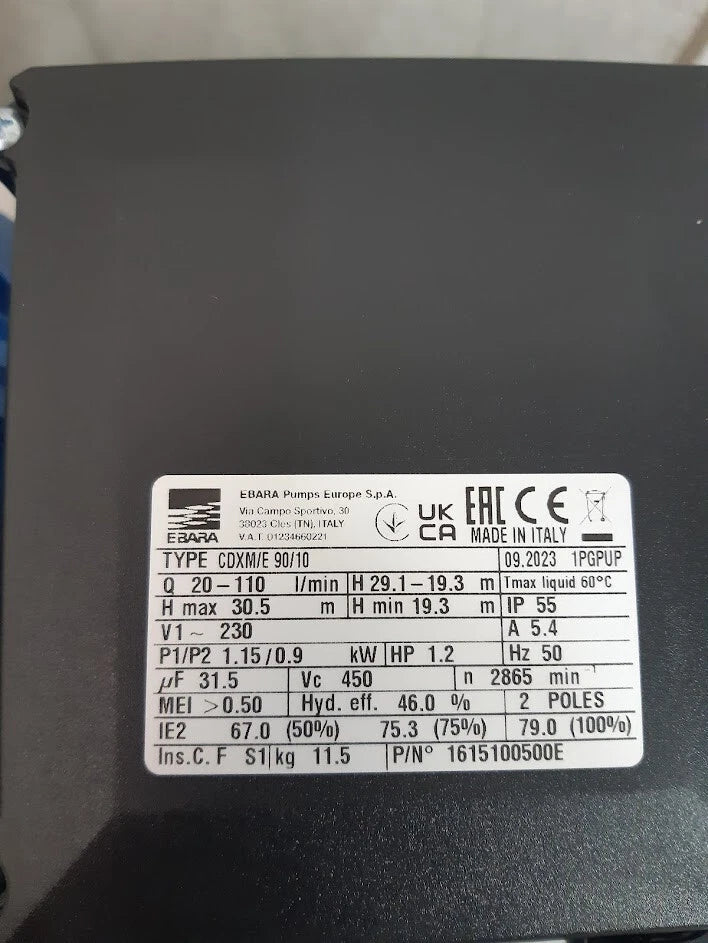 EBARA
EBARA Pumps Europe S.p.A.
Via Campo Sportivo, 30
38023 Cles (TN), ITALY
V.A.T. 01234660221
UK
CA
EAC CE
MADE IN ITALY
TYPE CDXM/E 90/10 09.2023 1PGPUP
Q 20-110 l/min H 29.1-19.3 m Tmax liquid 60°C
H max 30.5 m H min 19.3 m IP 55
V1~ 230 A 5.4
P1/P2 1.15/0.9 kW HP 1.2 Hz 50
µF 31.5 Vc 450 n 2865 min⁻¹
MEI >0.50 Hyd. eff. 46.0 % 2 POLES
IE2 67.0 (50%) 75.3 (75%) 79.0 (100%)
Ins.C. F S1 kg 11.5 P/N° 1615100500E